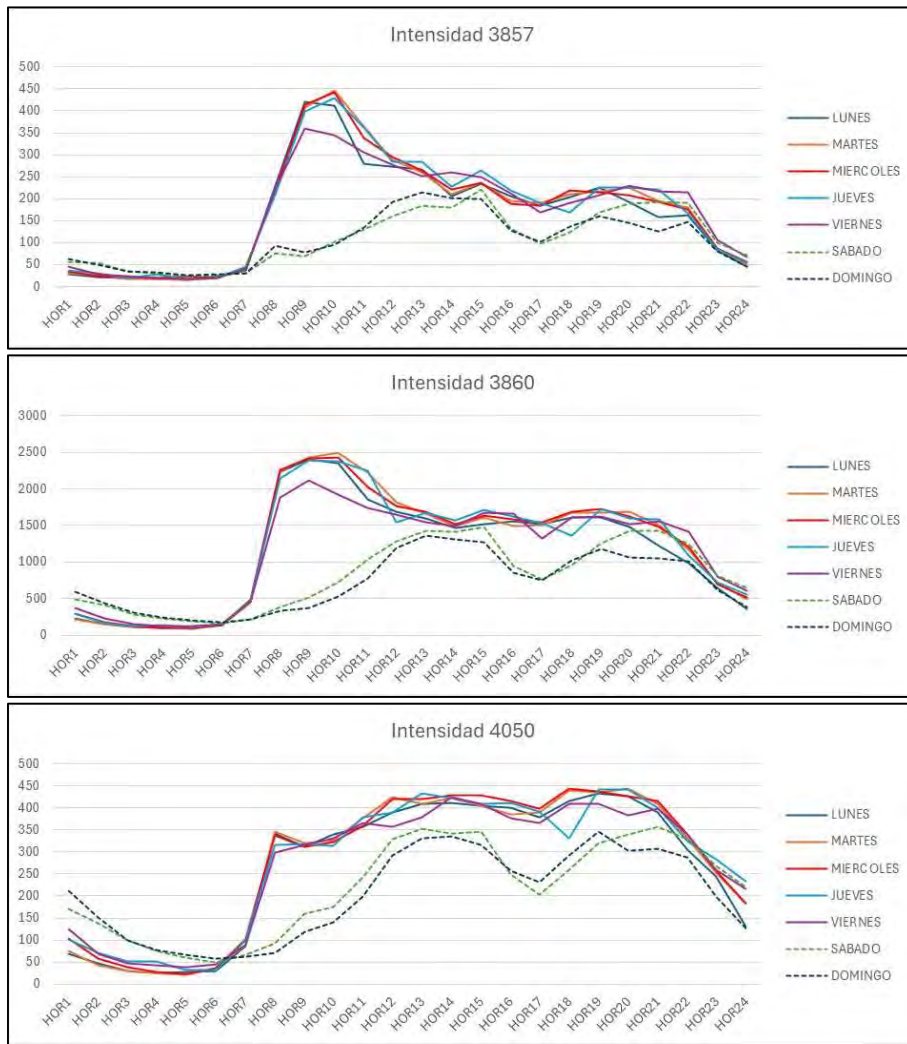 Intensidad 3857
500
450
400
350
300
250
200
150
100
50
0
HOR1 HOR2 HOR3 HOR4 HOR5 HOR6 HOR7 HOR8 HOR9 HOR10 HOR11 HOR12 HOR13 HOR14 HOR15 HOR16 HOR17 HOR18 HOR19 HOR20 HOR21 HOR22 HOR23 HOR24
LUNES
MARTES
MIERCOLES
JUEVES
VIERNES
SABADO
DOMINGO
Intensidad 3860
3000
2500
2000
1500
1000
500
0
HOR1 HOR2 HOR3 HOR4 HOR5 HOR6 HOR7 HOR8 HOR9 HOR10 HOR11 HOR12 HOR13 HOR14 HOR15 HOR16 HOR17 HOR18 HOR19 HOR20 HOR21 HOR22 HOR23 HOR24
LUNES
MARTES
MIERCOLES
JUEVES
VIERNES
SABADO
DOMINGO
Intensidad 4050
500
450
400
350
300
250
200
150
100
50
0
HOR1 HOR2 HOR3 HOR4 HOR5 HOR6 HOR7 HOR8 HOR9 HOR10 HOR11 HOR12 HOR13 HOR14 HOR15 HOR16 HOR17 HOR18 HOR19 HOR20 HOR21 HOR22 HOR23 HOR24
LUNES
MARTES
MIERCOLES
JUEVES
VIERNES
SABADO
DOMINGO